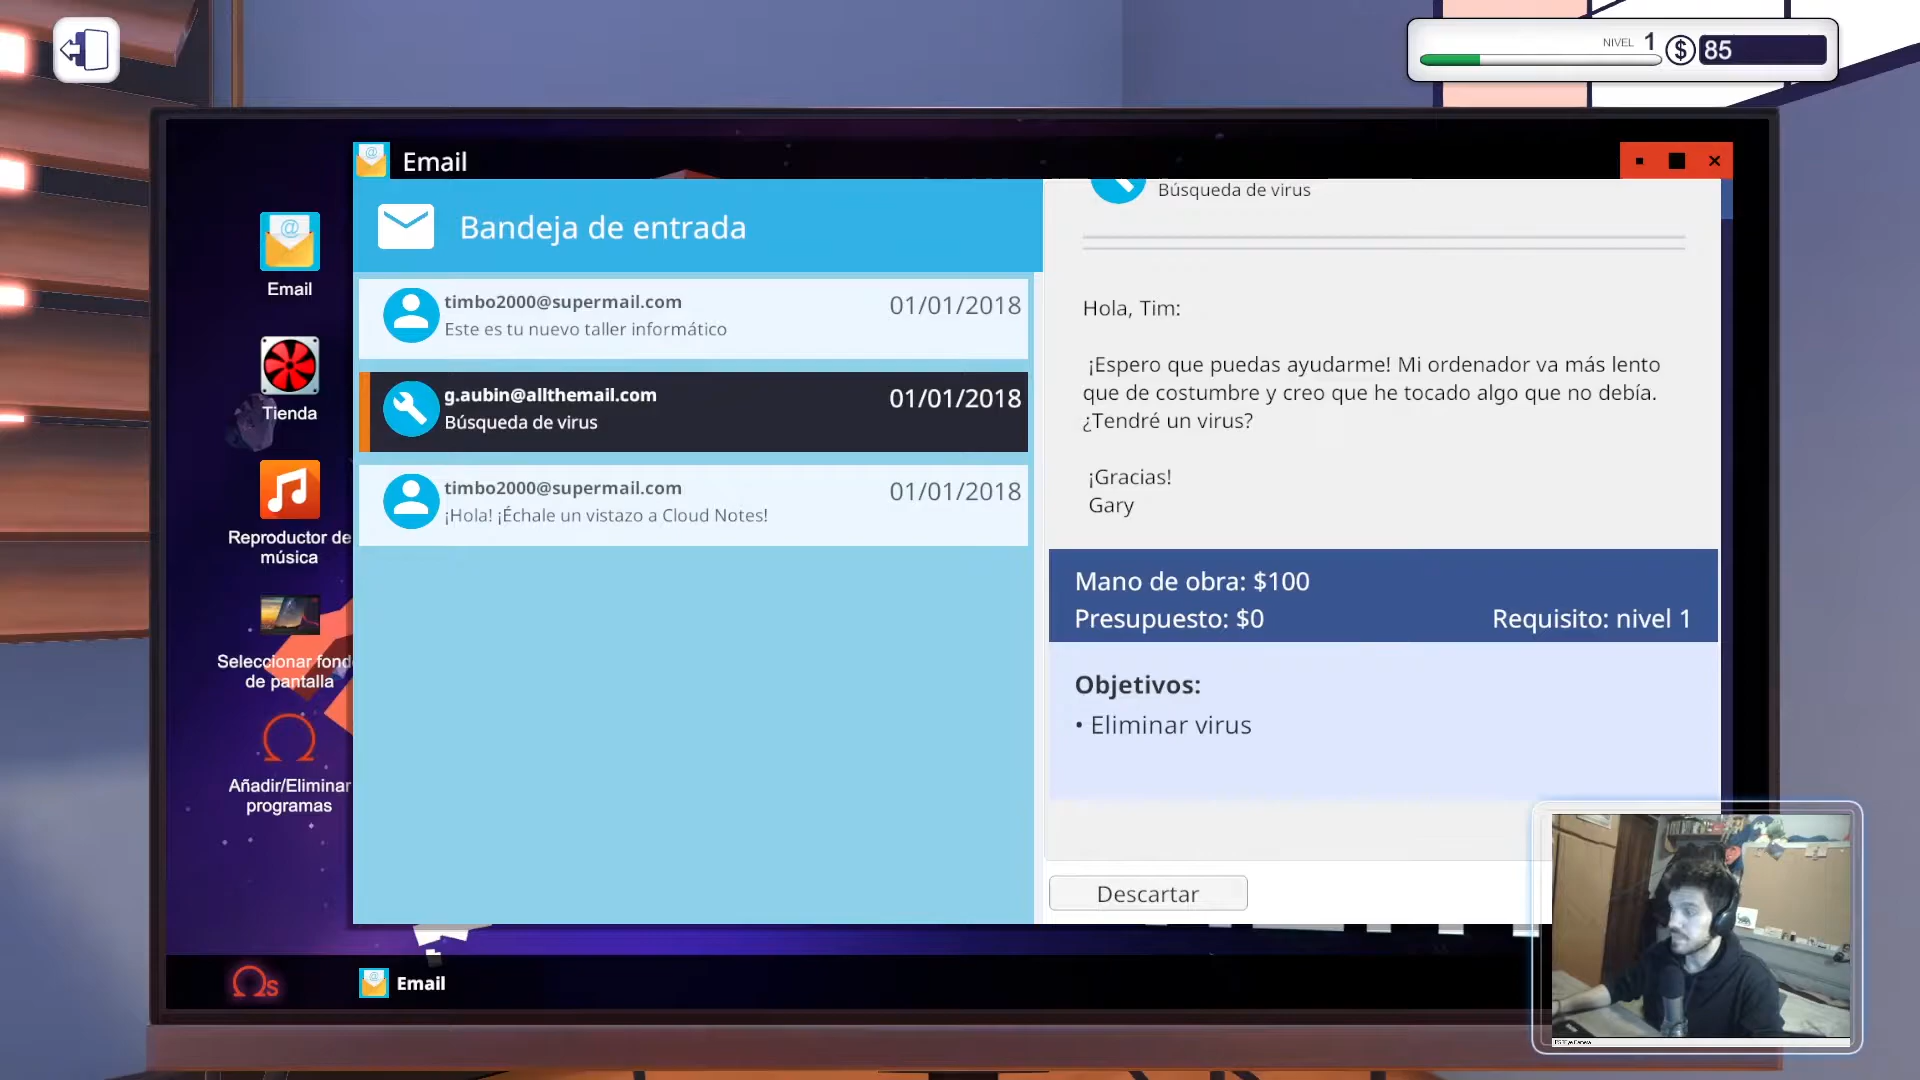 NIVEL 1
$ 85
Email
Bandeja de entrada
timbo2000@supermail.com
01/01/2018
Este es tu nuevo taller informático
g.aubin@allthemail.com
01/01/2018
Búsqueda de virus
timbo2000@supermail.com
01/01/2018
¡Hola! ¡Échale un vistazo a Cloud Notes!
Búsqueda de virus
Hola, Tim:
¡Espero que puedas ayudarme! Mi ordenador va más lento
que de costumbre y creo que he tocado algo que no debía.
¿Tendré un virus?
¡Gracias!
Gary
Mano de obra: $100
Presupuesto: $0
Requisito: nivel 1
Objetivos:
• Eliminar virus
Descartar
Email
Tienda
Reproductor de
música
Seleccionar fond
de pantalla
Añadir/Eliminar
programas
Ωs
Email